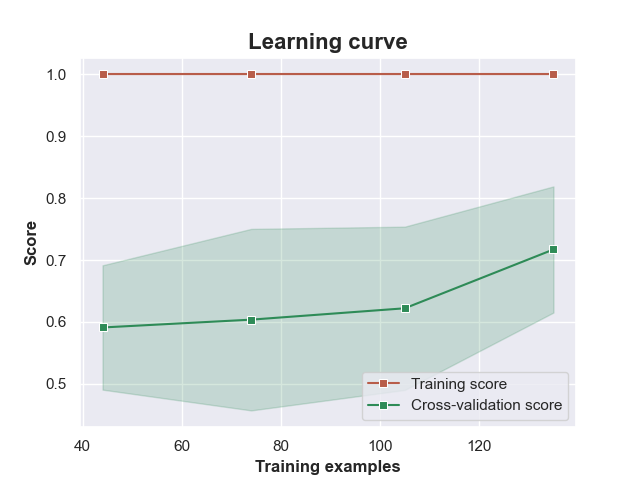 Learning curve
1.0
0.9
0.8
0.7
0.6
0.5
Score
40
60
80
100
120
Training examples
Training score
Cross-validation score